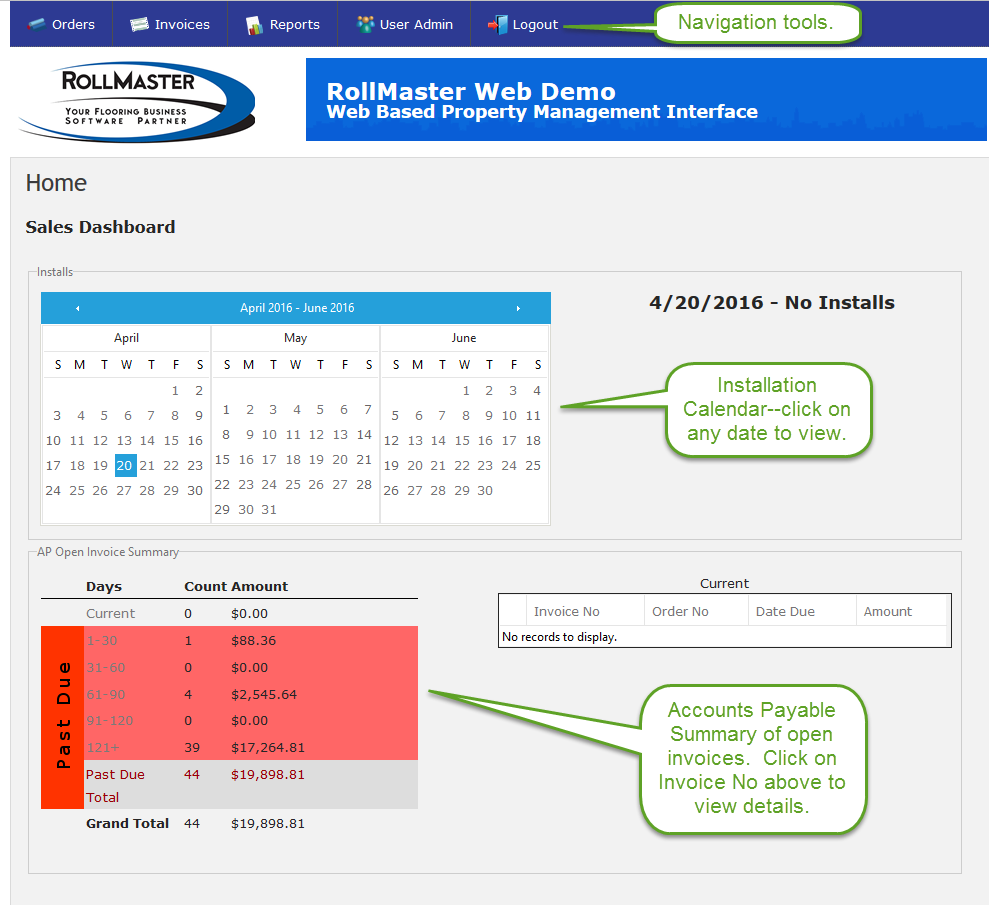 Orders Invoices Reports User Admin Logout
Navigation tools.
ROLLMASTER
YOUR FLOORING BUSINESS
SOFTWARE PARTNER
RollMaster Web Demo
Web Based Property Management Interface
Home
Sales Dashboard
Installs
April 2016 - June 2016
April
S M T W T F S
1 2
3 4 5 6 7 8 9
10 11 12 13 14 15 16
17 18 19 20 21 22 23
24 25 26 27 28 29 30
May
S M T W T F S
1 2 3 4 5 6 7
8 9 10 11 12 13 14
15 16 17 18 19 20 21
22 23 24 25 26 27 28
29 30 31
June
S M T W T F S
1 2 3 4
5 6 7 8 9 10 11
12 13 14 15 16 17 18
19 20 21 22 23 24 25
26 27 28 29 30
4/20/2016 - No Installs
Installation
Calendar--click on
any date to view.
AP Open Invoice Summary
Days Count Amount
Current 0 $0.00
Past Due
1-30 1 $88.36
31-60 0 $0.00
61-90 4 $2,545.64
91-120 0 $0.00
121+ 39 $17,264.81
Past Due 44 $19,898.81
Total
Grand Total 44 $19,898.81
Current
Invoice No Order No Date Due Amount
No records to display.
Accounts Payable
Summary of open
invoices. Click on
Invoice No above to
view details.